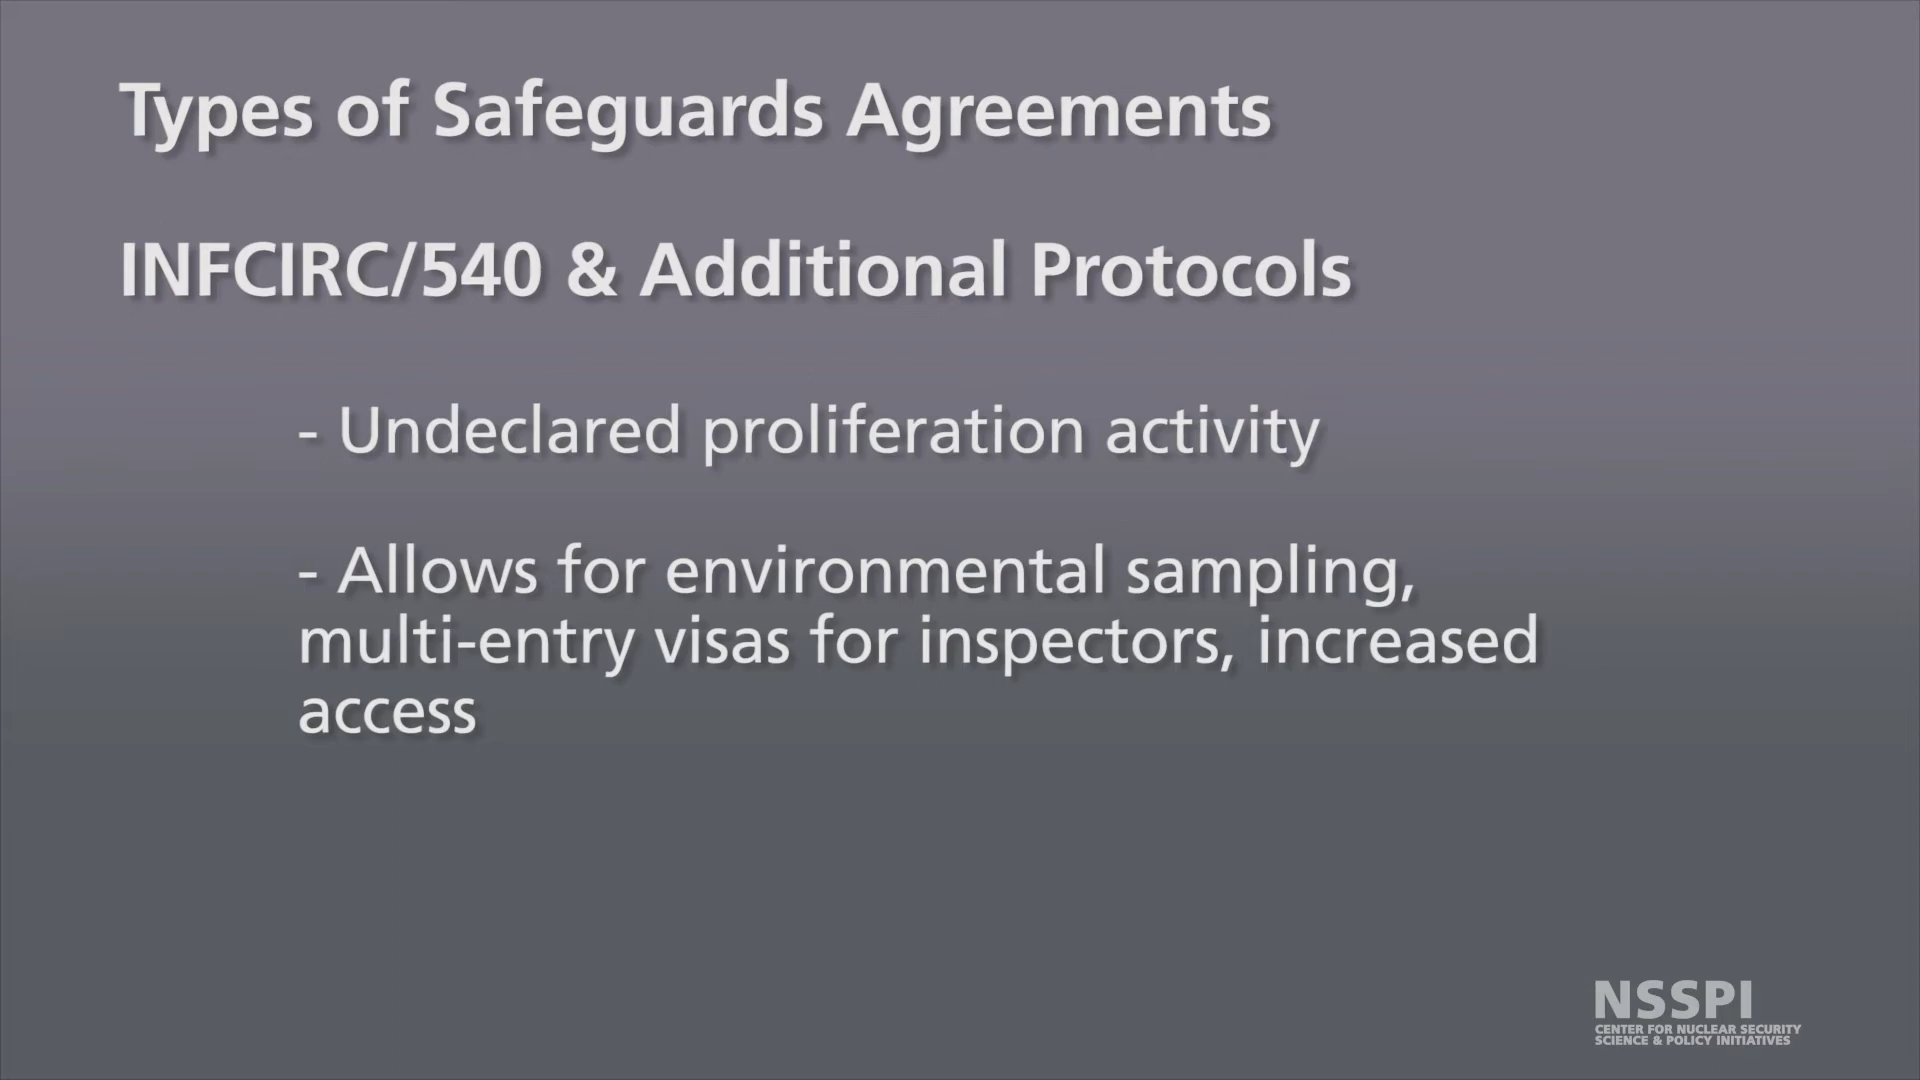 Types of Safeguards Agreements
INFCIRC/540 & Additional Protocols
- Undeclared proliferation activity
- Allows for environmental sampling,
multi-entry visas for inspectors, increased
access
NSSPI
CENTER FOR NUCLEAR SECURITY
SCIENCE & POLICY INITIATIVES